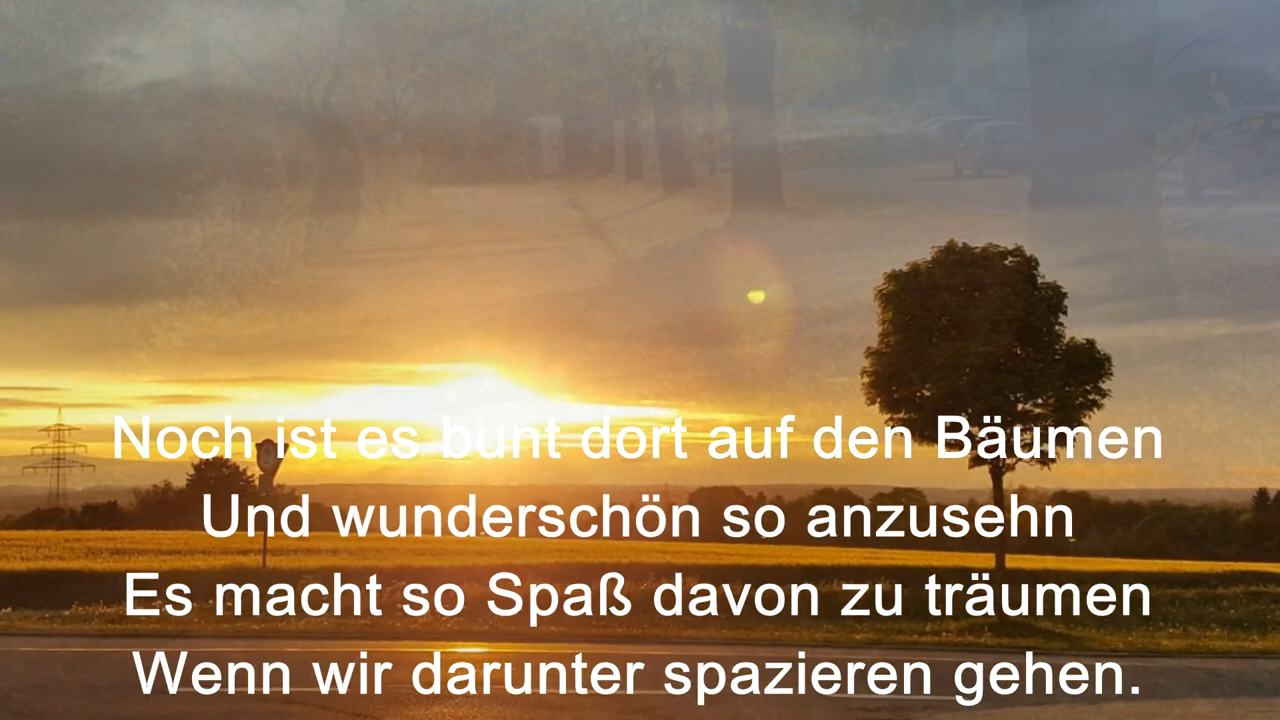 Noch ist es bunt dort auf den Bäumen
Und wunderschön so anzusehn
Es macht so Spaß davon zu träumen
Wenn wir darunter spazieren gehen.